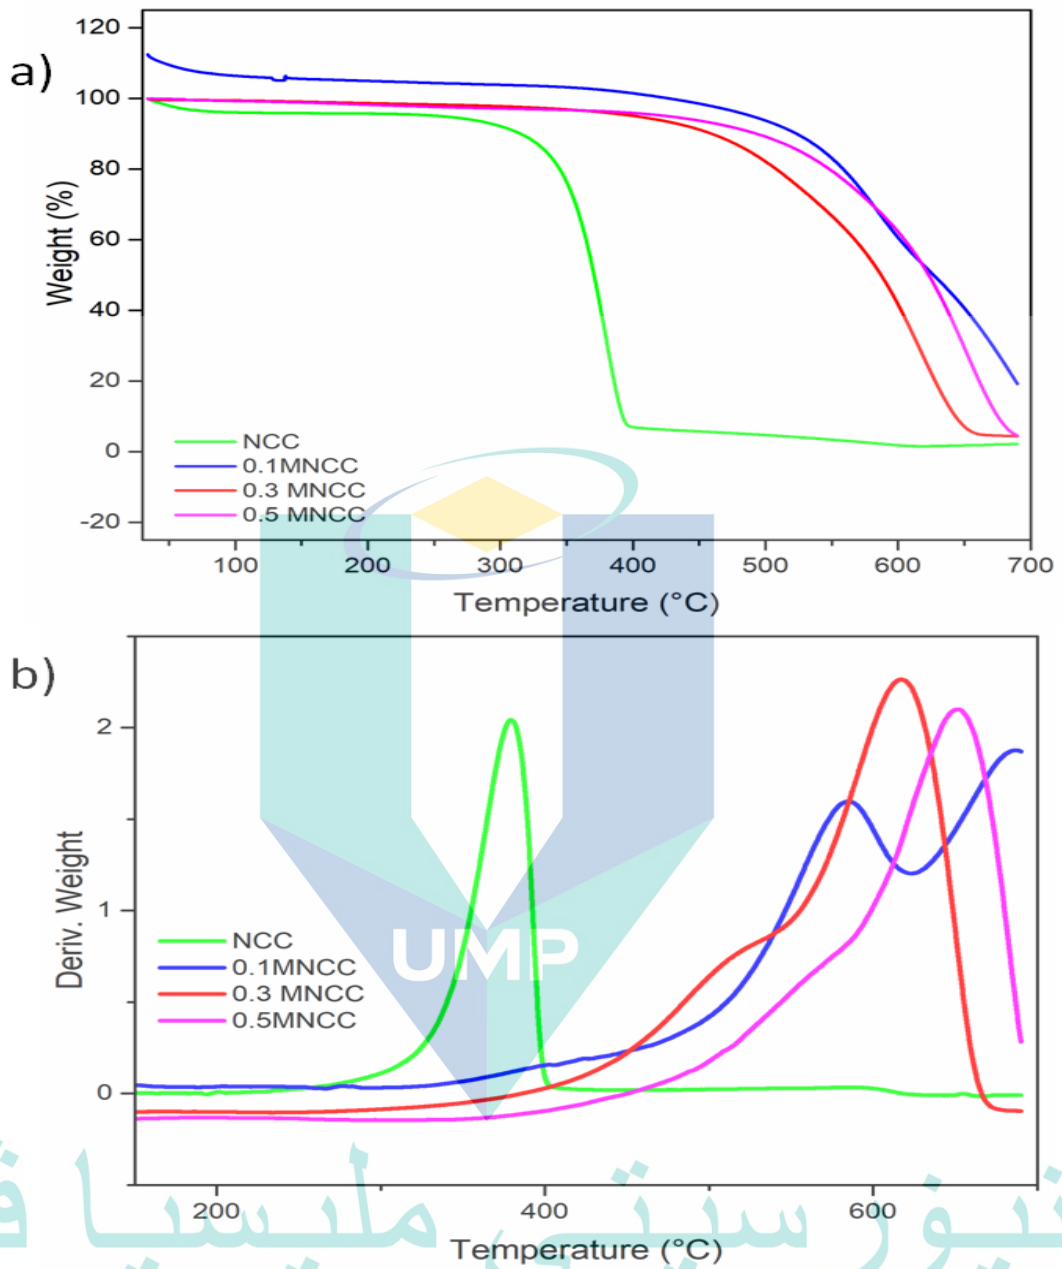 a)
120
100
80
60
40
20
0
-20
Weight (%)
NCC
0.1MNCC
0.3 MNCC
0.5 MNCC
100 200 300 400 500 600 700
Temperature (°C)
b)
2
1
0
Deriv. Weight
UMP
NCC
0.1MNCC
0.3 MNCC
0.5MNCC
200 400 600
Temperature (°C)
مليسيا